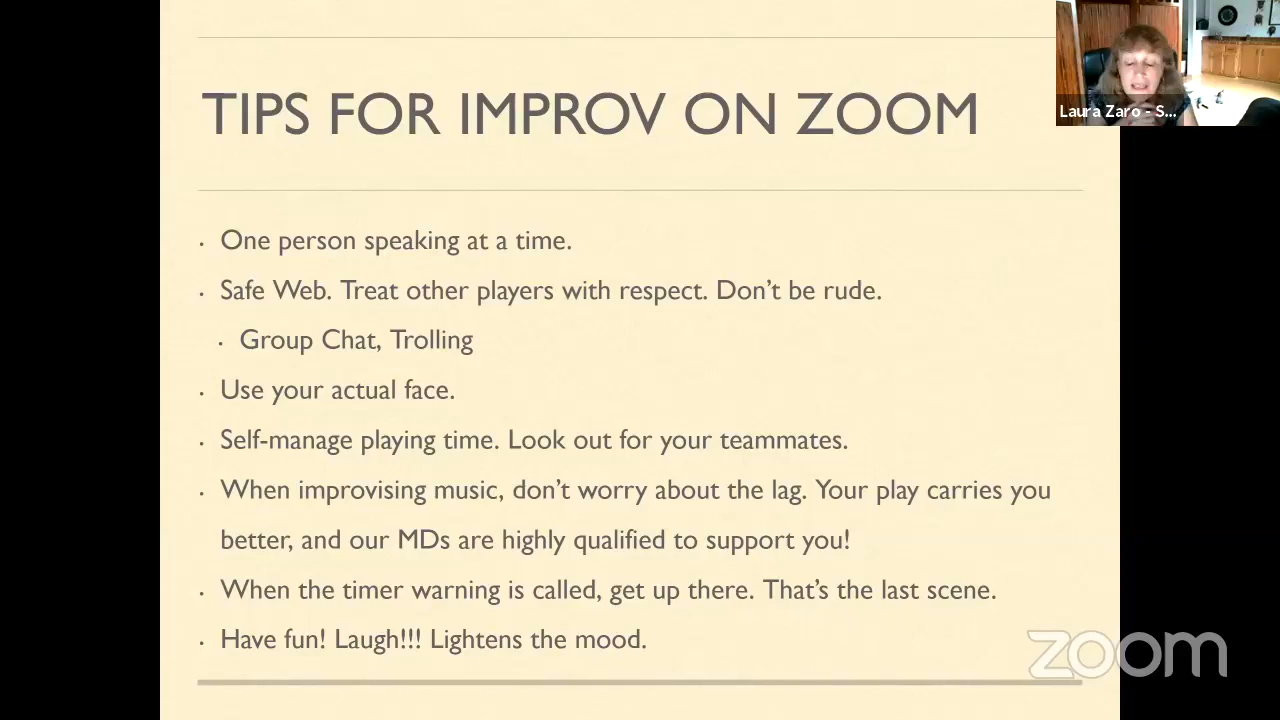 TIPS FOR IMPROV ON ZOOM
Laura Zaro - S...
· One person speaking at a time.
· Safe Web. Treat other players with respect. Don't be rude.
· Group Chat, Trolling
· Use your actual face.
· Self-manage playing time. Look out for your teammates.
· When improvising music, don't worry about the lag. Your play carries you
better, and our MDs are highly qualified to support you!
· When the timer warning is called, get up there. That's the last scene.
· Have fun! Laugh!!! Lightens the mood.
zoom